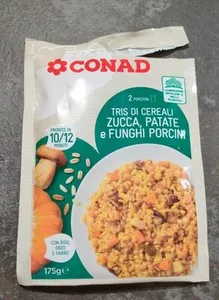 CONAD
2 PORZIONI
TRIS DI CEREALI
ZUCCA, PATATE
e FUNGHI PORCINI
PRONTO IN
10/12
MINUTI
CON RISO,
ORZO E FARRO
175g e